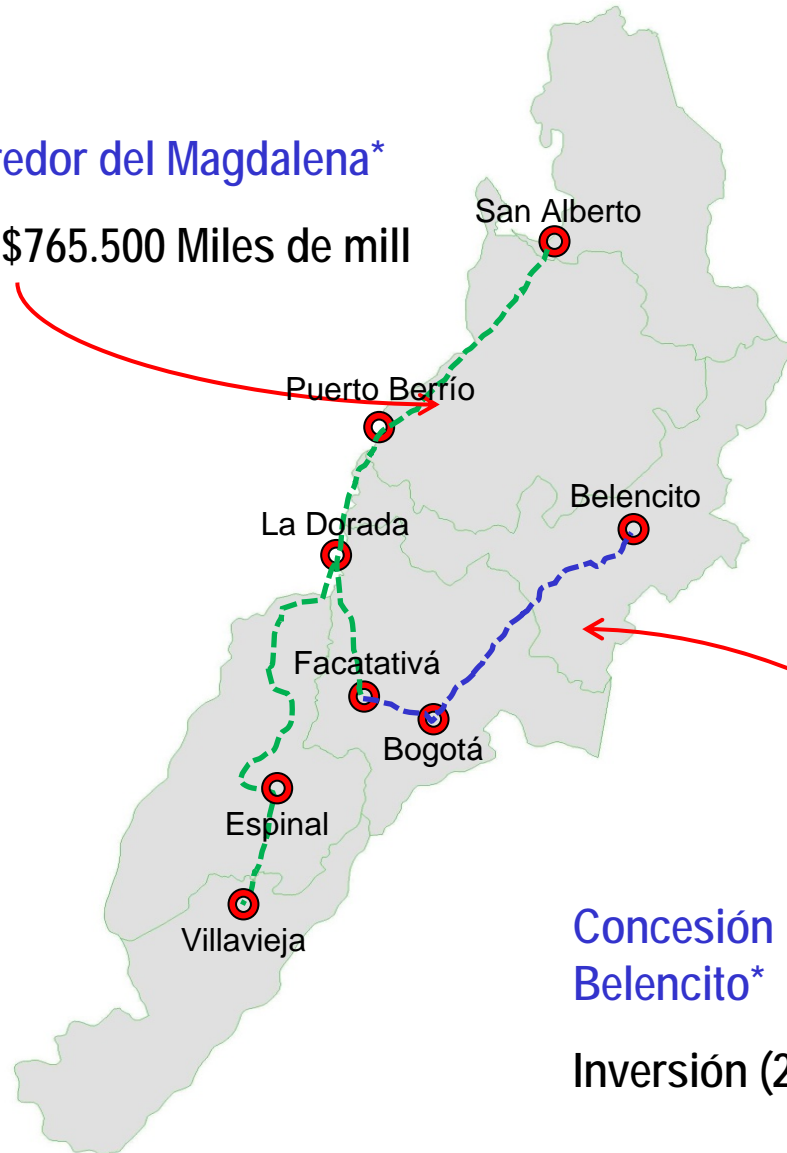 redor del Magdalena*
$765.500 Miles de mill
San Alberto
Puerto Berrío
Belencito
La Dorada
Facatativá
Bogotá
Espinal
Villavieja
Concesión
Belencito*
Inversión (2